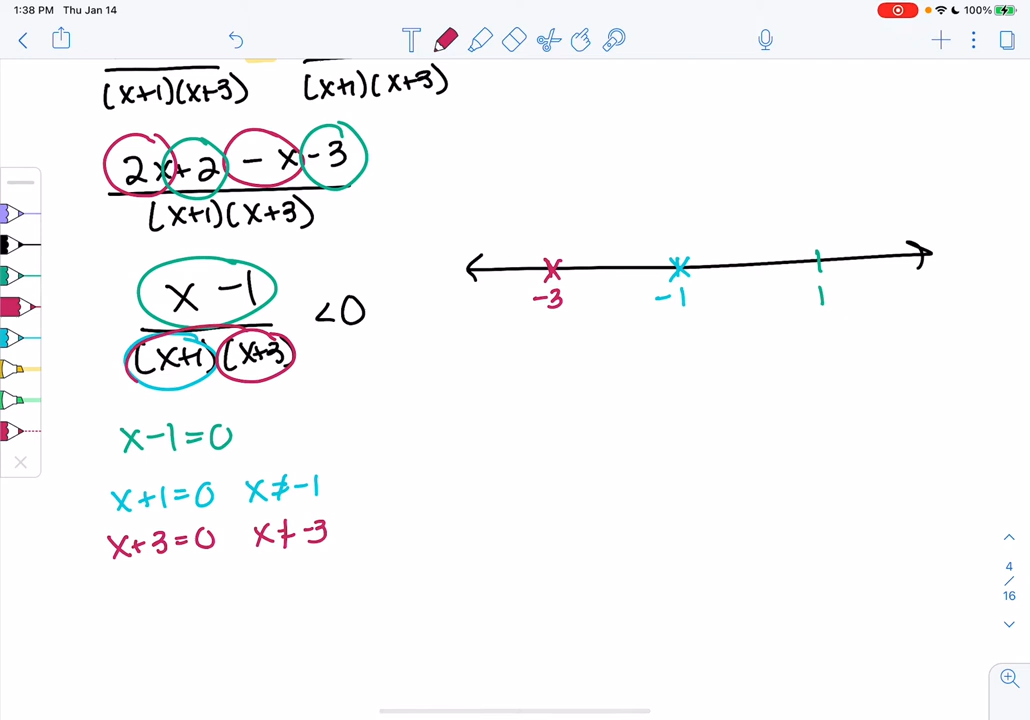 1:38 PM Thu Jan 14
100%
T
(x+1)(x+3) (x+1)(x+3)
2x+2 - x - 3
(x+1)(x+3)
x - 1
<0
(x+1) (x+3)
-3 -1 1
x-1=0
x+1=0 x≠-1
x+3=0 x≠-3
4
/
16